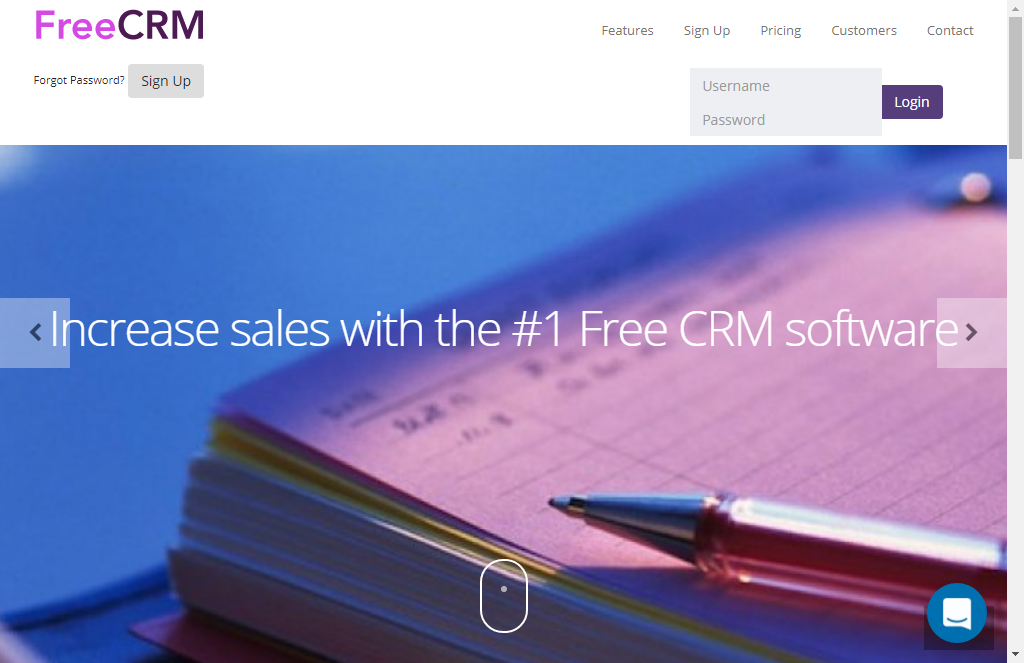 FreeCRM
Features
Sign Up
Pricing
Customers
Contact
Forgot Password?
Sign Up
Username
Password
Login
Increase sales with the #1 Free CRM software